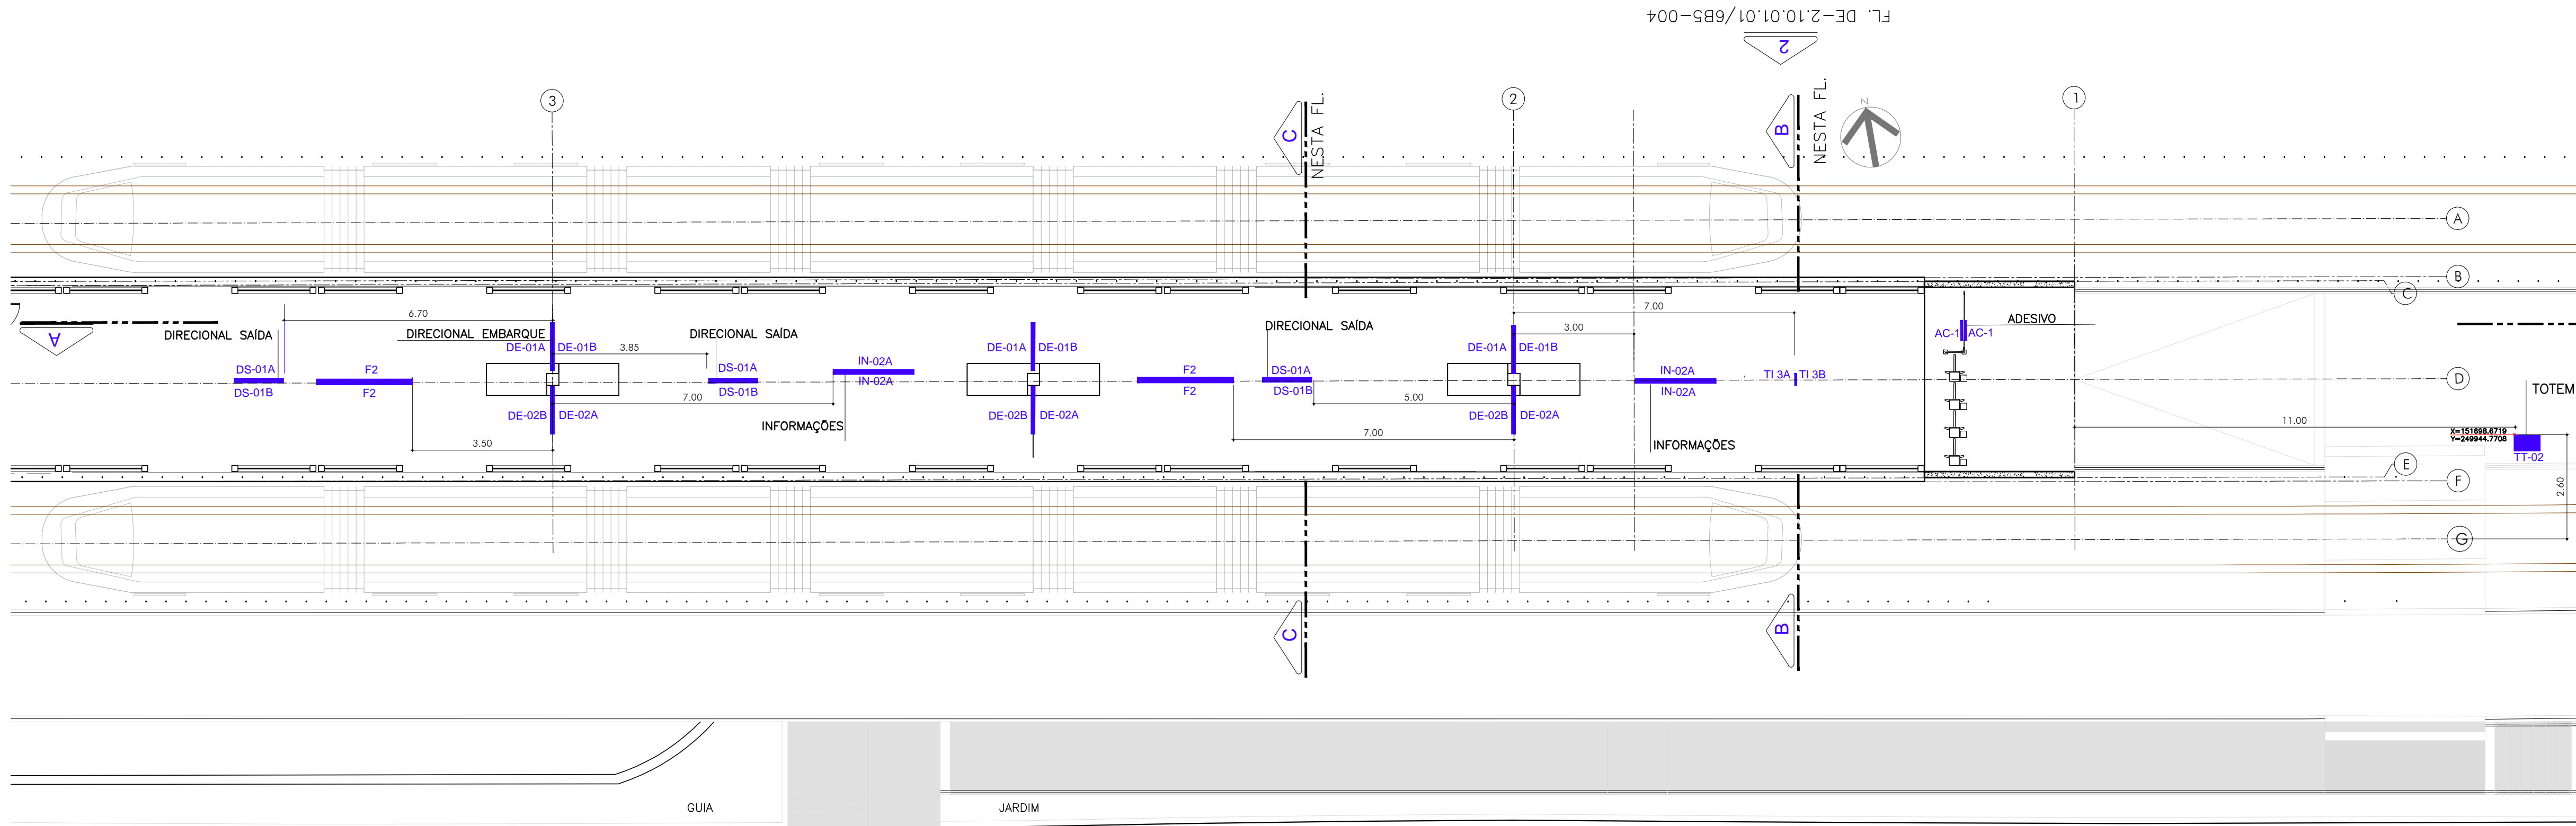 FL. DE-2.10.01.01/6B5-004
2
3
2
1
C
NESTA FL.
B
NESTA FL.
N
A
B
C
6.70
7.00
3.00
A
DIRECIONAL SAÍDA
DIRECIONAL EMBARQUE
DIRECIONAL SAÍDA
DIRECIONAL SAÍDA
ADESIVO
AC-1 AC-1
DE-01A DE-01B
3.85
DE-01A DE-01B
DE-01A DE-01B
DS-01A
F2
DS-01A
IN-02A
F2
DS-01A
IN-02A
TI 3A TI 3B
D
DS-01B
F2
DS-01B
IN-02A
F2
DS-01B
IN-02A
TOTEM
7.00
5.00
DE-02B DE-02A
DE-02B DE-02A
DE-02B DE-02A
11.00
INFORMAÇÕES
7.00
X=151698.6719
Y=249944.7708
3.50
INFORMAÇÕES
TT-02
E
F
2.60
G
C
B
GUIA
JARDIM